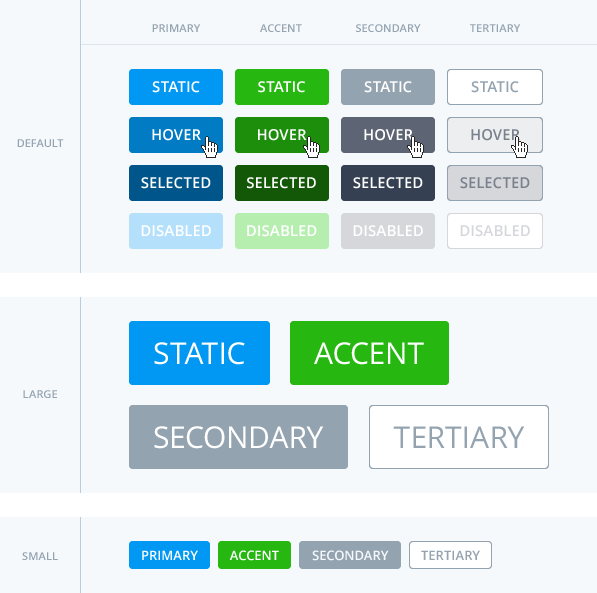 PRIMARY ACCENT SECONDARY TERTIARY
DEFAULT
STATIC STATIC STATIC STATIC
HOVER HOVER HOVER HOVER
SELECTED SELECTED SELECTED SELECTED
DISABLED DISABLED DISABLED DISABLED
LARGE
STATIC ACCENT
SECONDARY TERTIARY
SMALL
PRIMARY ACCENT SECONDARY TERTIARY